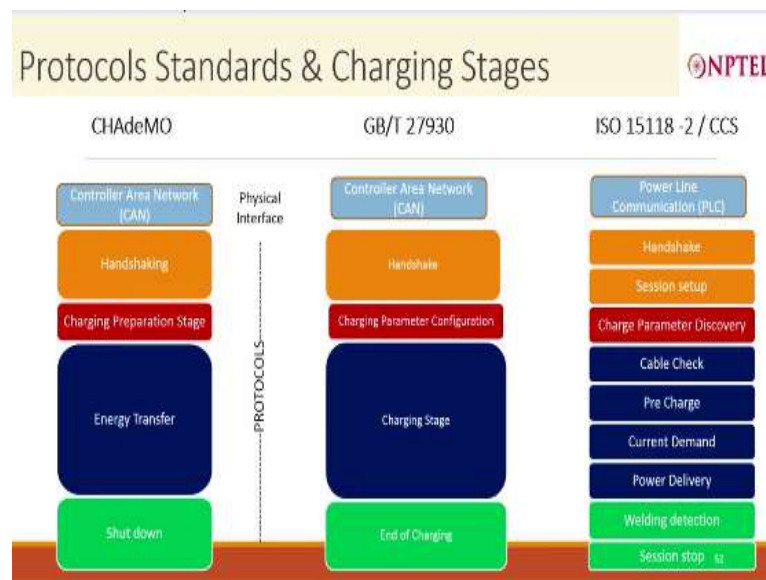 Protocols Standards & Charging Stages
NPTEL
CHAdeMO
GB/T 27930
ISO 15118 -2 / CCS
Controller Area Network
(CAN)
Handshaking
Charging Preparation Stage
Energy Transfer
Shut down
Physical
Interface
PROTOCOLS
Controller Area Network
(CAN)
Handshake
Charging Parameter Configuration
Charging Stage
End of Charging
Power Line
Communication (PLC)
Handshake
Session setup
Charge Parameter Discovery
Cable Check
Pre Charge
Current Demand
Power Delivery
Welding detection
Session stop
52